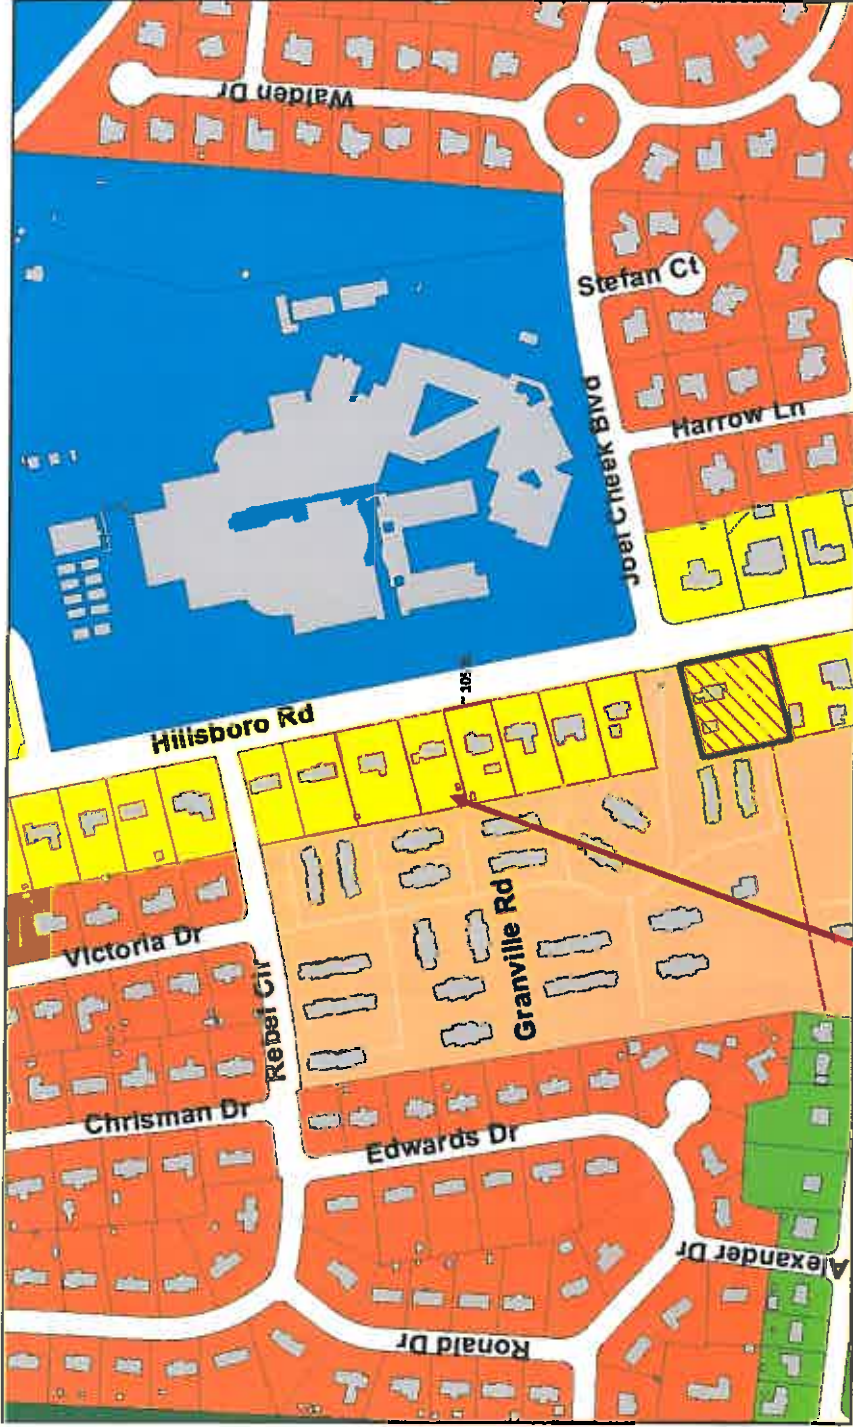 Walden Dr
Stefan Ct
Joel Cheek Blvd
Harrow Ln
Hillsboro Rd
Granville Rd
Victoria Dr
Rebel Cir
Chrisman Dr
Edwards Dr
Alexander Dr
Ronald Dr